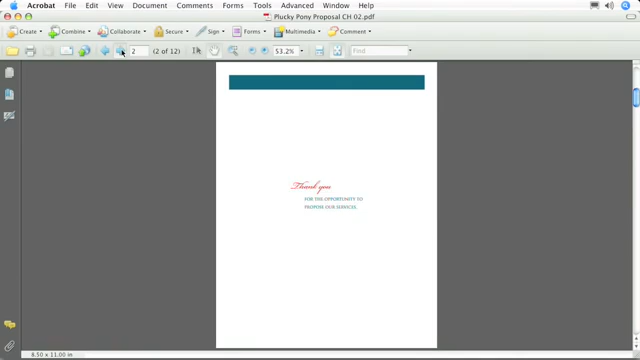 Acrobat File Edit View Document Comments Forms Tools Advanced Window Help
Plucky Pony Proposal CH 02.pdf
Create Combine Collaborate Secure Sign Forms Multimedia Comment
2 (2 of 12) 53.2% Find
Thank you
FOR THE OPPORTUNITY TO
PROPOSE OUR SERVICES.
8.50 x 11.00 in